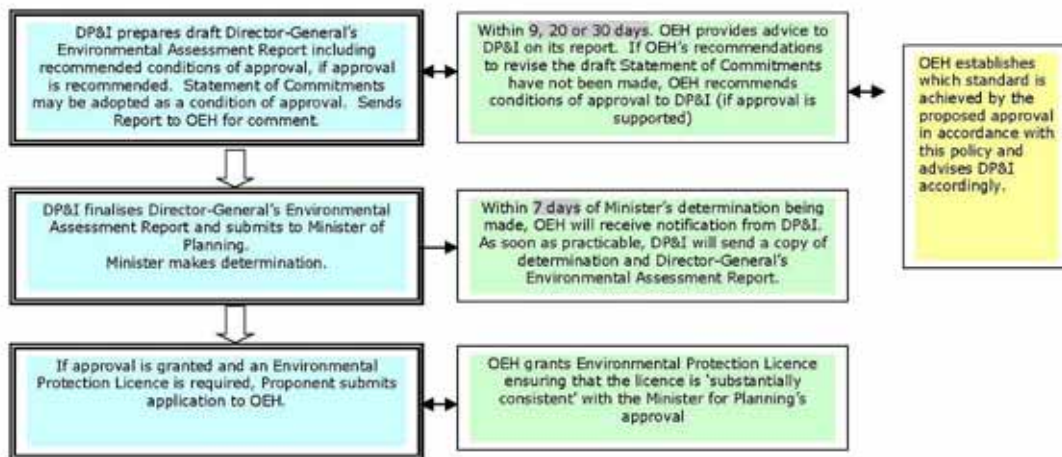 DP&I prepares draft Director-General's
Environmental Assessment Report including
recommended conditions of approval, if approval
is recommended. Statement of Commitments
may be adopted as a condition of approval. Sends
Report to OEH for comment.
Within 9, 20 or 30 days. OEH provides advice to
DP&I on its report. If OEH's recommendations
to revise the draft Statement of Commitments
have not been made, OEH recommends
conditions of approval to DP&I (if approval is
supported)
OEH establishes
which standard is
achieved by the
proposed approval
in accordance with
this policy and
advises DP&I
accordingly.
DP&I finalises Director-General's Environmental
Assessment Report and submits to Minister of
Planning.
Minister makes determination.
Within 7 days of Minister's determination being
made, OEH will receive notification from DP&I.
As soon as practicable, DP&I will send a copy of
determination and Director-General's
Environmental Assessment Report.
If approval is granted and an Environmental
Protection Licence is required, Proponent submits
application to OEH.
OEH grants Environmental Protection Licence
ensuring that the licence is 'substantially
consistent' with the Minister for Planning's
approval